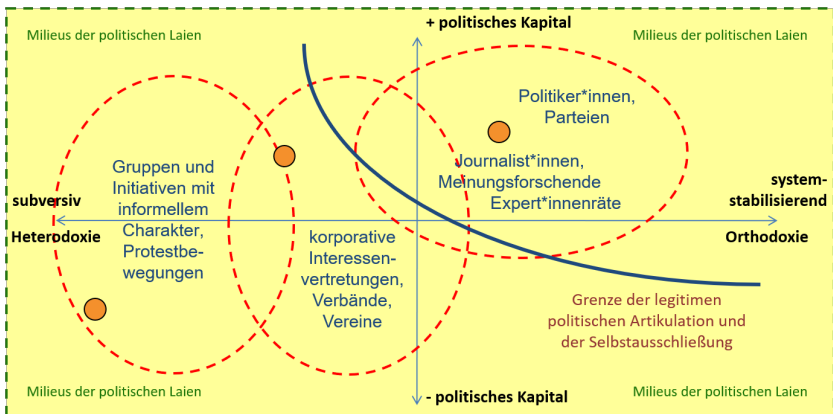 + politisches Kapital
Milieus der politischen Laien
Milieus der politischen Laien
Politiker*innen,
Parteien
Gruppen und
Initiativen mit
informellem
Charakter,
Protestbe-
wegungen
Journalist*innen,
Meinungsforschende
Expert*innenräte
subversiv
Heterodoxie
system-
stabilisierend
Orthodoxie
korporative
Interessen-
vertretungen,
Verbände,
Vereine
Grenze der legitimen
politischen Artikulation und
der Selbstausschließung
Milieus der politischen Laien
- politisches Kapital
Milieus der politischen Laien